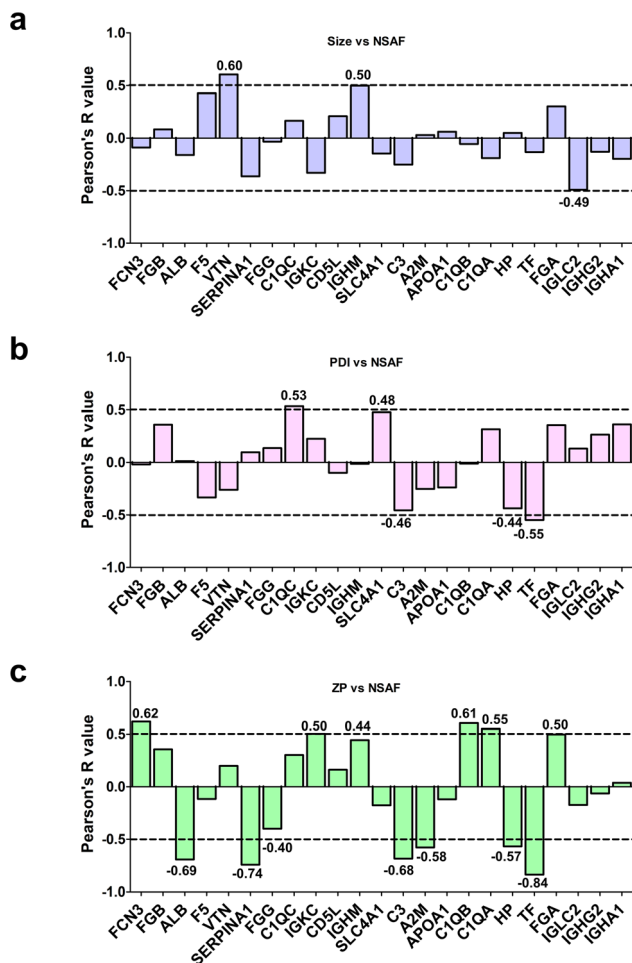 a
Size vs NSAF
Pearson's R value
1.0
0.5
0.0
-0.5
-1.0
0.60
0.50
-0.49
FCN3
FGB
ALB
F5
VTN
SERPINA1
FGG
C1QC
IGKC
CD5L
IGHM
SLC4A1
C3
A2M
APOA1
C1QB
C1QA
HP
TF
FGA
IGLC2
IGHG2
IGHA1
b
PDI vs NSAF
Pearson's R value
1.0
0.5
0.0
-0.5
-1.0
0.53
0.48
-0.46
-0.44
-0.55
FCN3
FGB
ALB
F5
VTN
SERPINA1
FGG
C1QC
IGKC
CD5L
IGHM
SLC4A1
C3
A2M
APOA1
C1QB
C1QA
HP
TF
FGA
IGLC2
IGHG2
IGHA1
c
ZP vs NSAF
Pearson's R value
1.0
0.5
0.0
-0.5
-1.0
0.62
0.50
0.44
0.61
0.55
0.50
-0.69
-0.74
-0.40
-0.68
-0.58
-0.57
-0.84
FCN3
FGB
ALB
F5
VTN
SERPINA1
FGG
C1QC
IGKC
CD5L
IGHM
SLC4A1
C3
A2M
APOA1
C1QB
C1QA
HP
TF
FGA
IGLC2
IGHG2
IGHA1